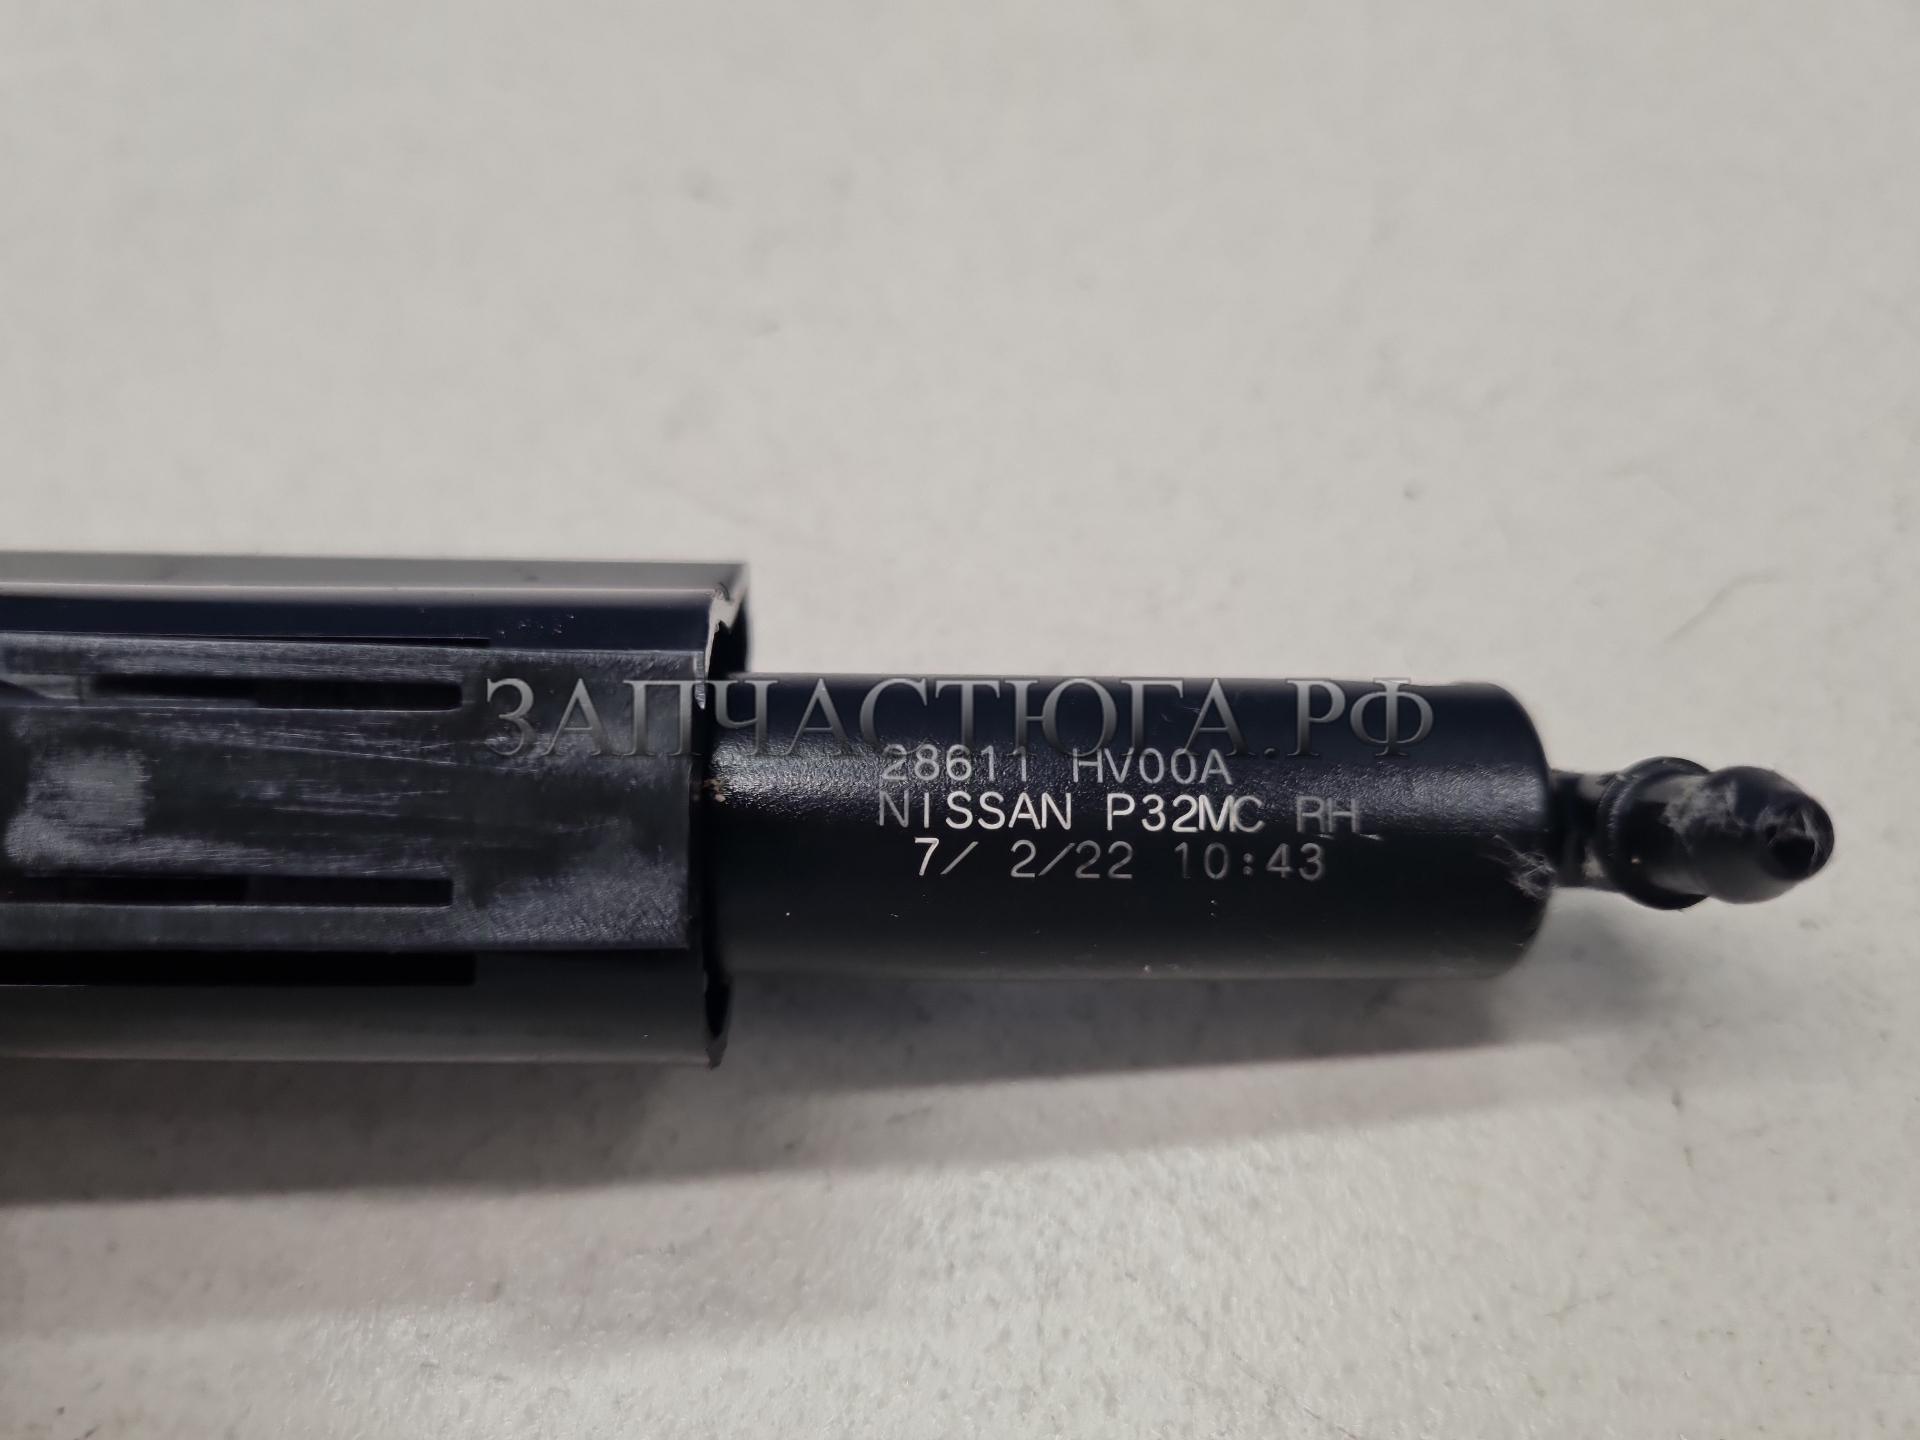 ЗАПЧАСТЮГА.РФ
28611 HV00A
NISSAN P32MC RH
7/ 2/22 10:43